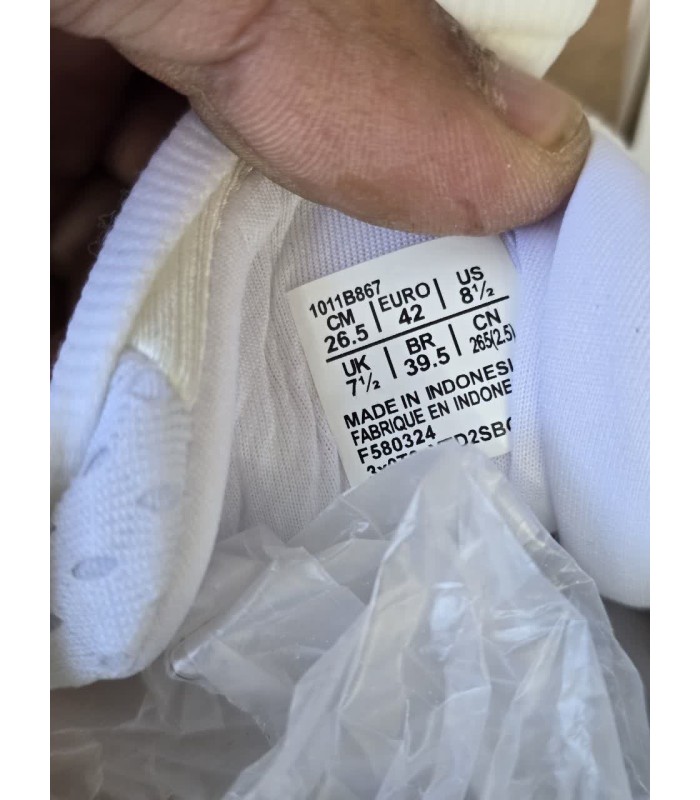 1011B867
CM EURO US
26.5 42 8½
UK BR CN
7½ 39.5 265(2.5)
MADE IN INDONESI
FABRIQUE EN INDONE
F580324